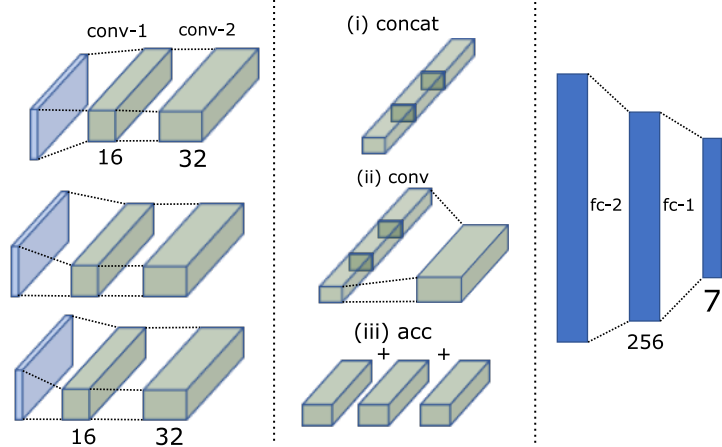 conv-1 conv-2
16 32
16 32
(i) concat
(ii) conv
(iii) acc
+ +
fc-2 fc-1
256
7